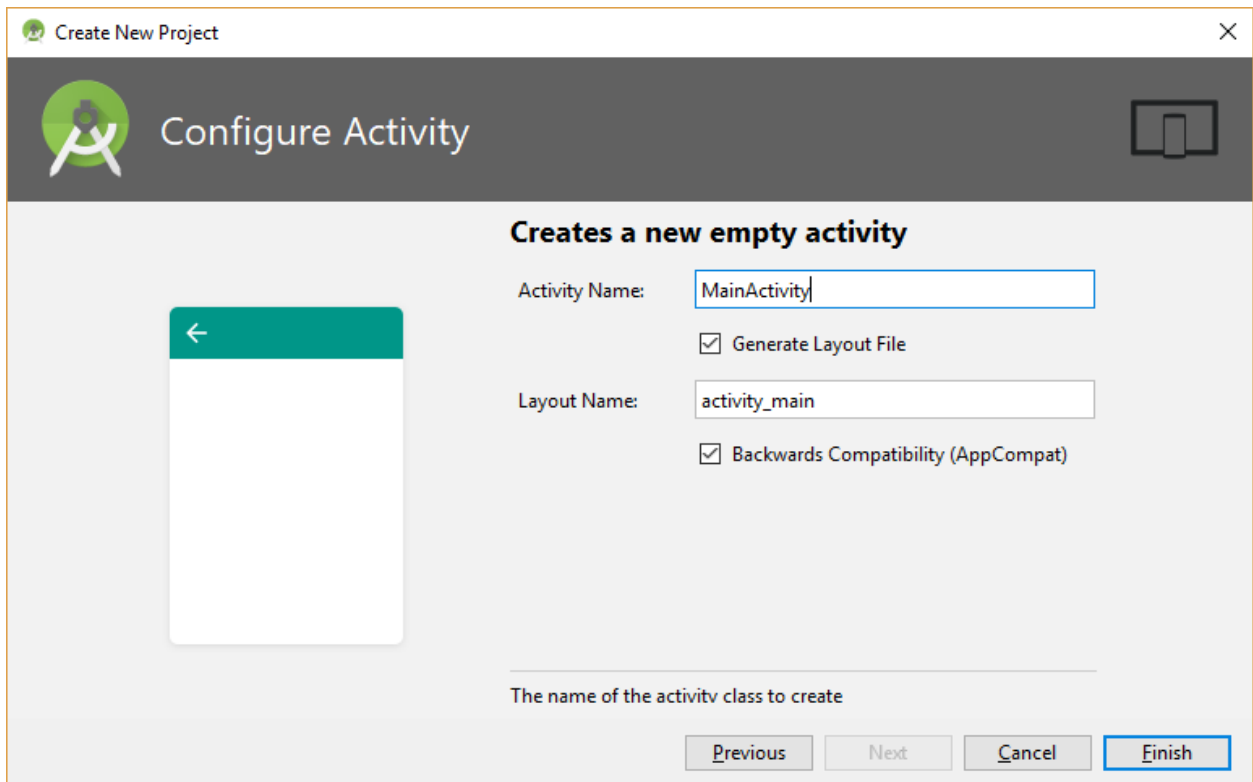 Create New Project
Configure Activity
Creates a new empty activity
Activity Name: MainActivity
Generate Layout File
Layout Name: activity_main
Backwards Compatibility (AppCompat)
The name of the activity class to create
Previous Next Cancel Finish